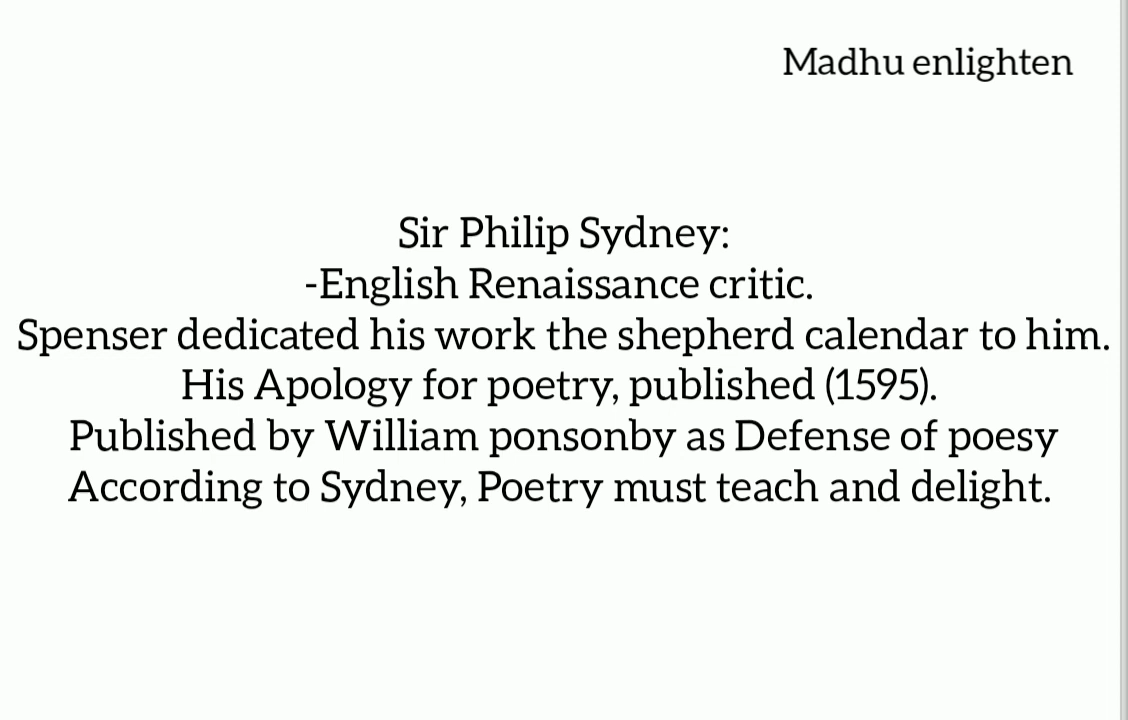 Madhu enlighten
Sir Philip Sydney:
-English Renaissance critic.
Spenser dedicated his work the shepherd calendar to him.
His Apology for poetry, published (1595).
Published by William ponsonby as Defense of poesy
According to Sydney, Poetry must teach and delight.